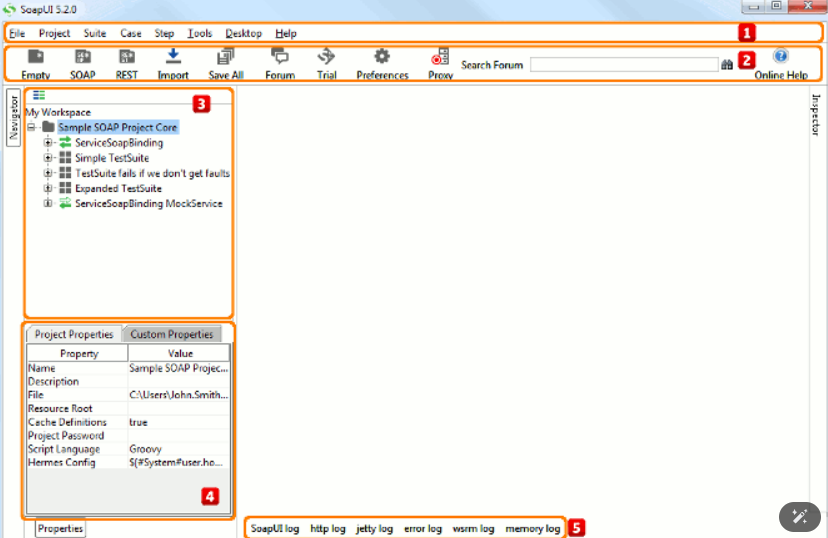 SoapUI 5.2.0
File Project Suite Case Step Tools Desktop Help 1
Empty SOAP REST Import Save All Forum Trial Preferences Proxy Search Forum 2 Online Help
Navigator
3
Inspector
My Workspace
Sample SOAP Project Core
ServiceSoapBinding
Simple TestSuite
TestSuite fails if we don't get faults
Expanded TestSuite
ServiceSoapBinding MockService
Project Properties Custom Properties
Property Value
Name Sample SOAP Projec...
Description
File C:\Users\John.Smith...
Resource Root
Cache Definitions true
Project Password
Script Language Groovy
Hermes Config ${#System#user.ho...
4
Properties SoapUI log http log jetty log error log wsrm log memory log 5